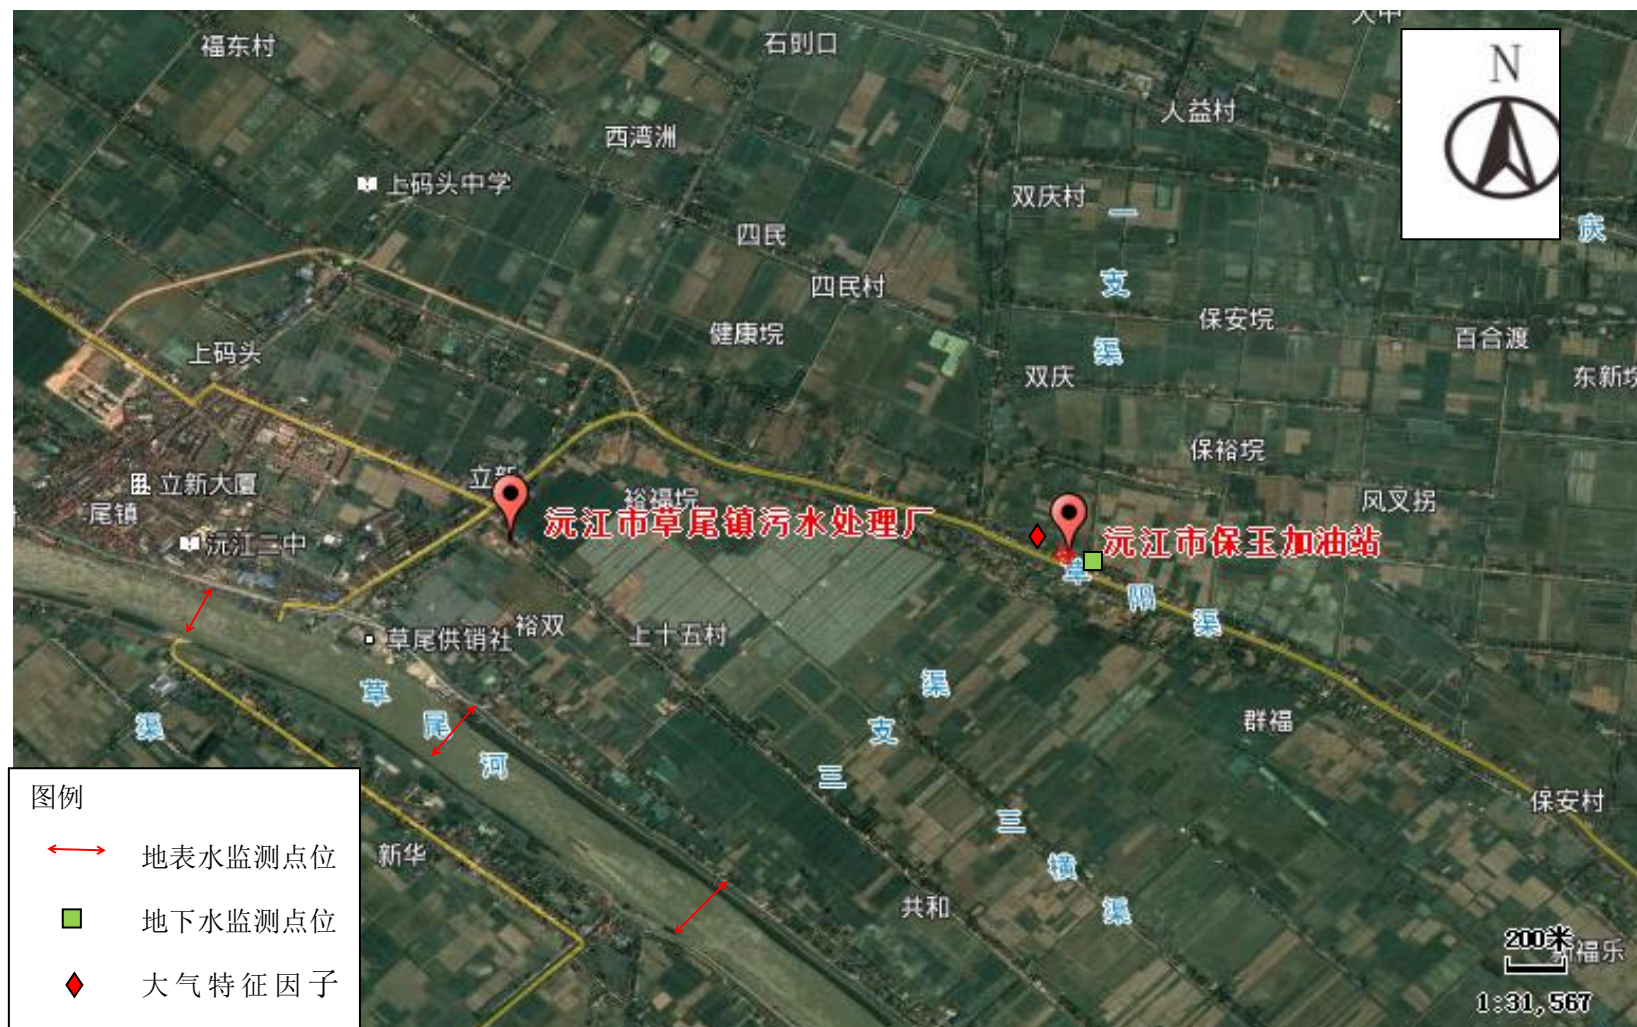 福东村
石到口
N
人益村
西湾洲
上码头中学
双庆村
一
支
渠
庆
四民
四民村
保安垸
健康垸
百合渡
上码头
双庆
东新垸
保裕垸
立新
立新大厦
裕福垸
风叉拐
尾镇
沅江市草尾镇污水处理厂
沅江二中
沅江市保玉加油站
草
阳
渠
裕双
上十五村
草尾供销社
渠
支
三
草
尾
河
渠
群福
三
横
渠
保安村
新华
共和
福乐
200米
1:31,567
图例
地表水监测点位
地下水监测点位
大气特征因子